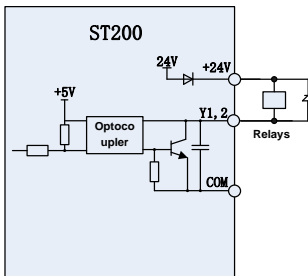 ST200
24V
+24V
+5V
Optoco
upler
Y1,2
Relays
COM